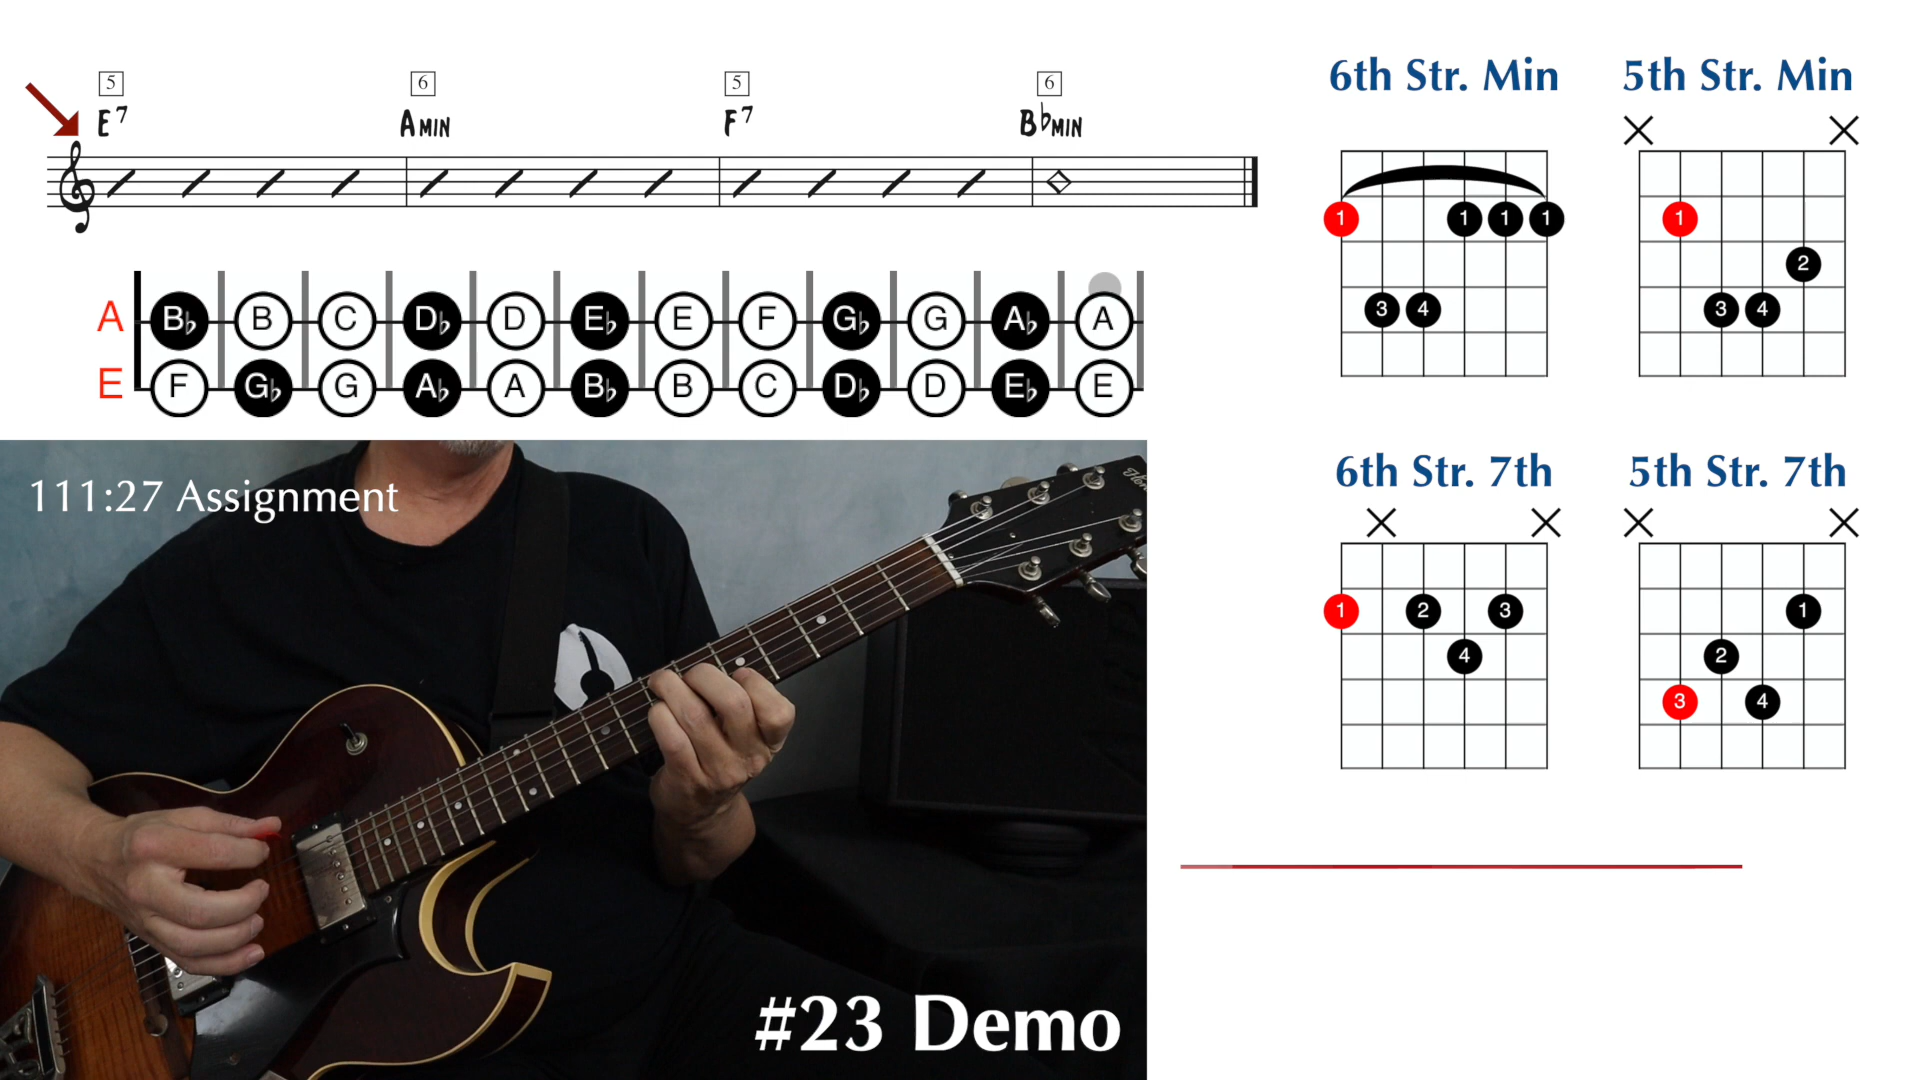 5 6 5 6
E7 AMIN F7 B♭MIN
A B♭ B C D♭ D E♭ E F G♭ G A♭ A
E F G♭ G A♭ A B♭ B C D♭ D E♭ E
111:27 Assignment
#23 Demo
6th Str. Min
1 1 1 1
3 4
5th Str. Min
1
2
3 4
6th Str. 7th
1 2 3
4
5th Str. 7th
1
2
3 4